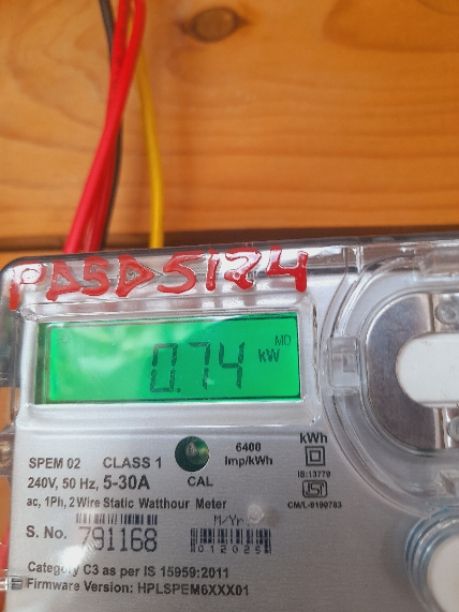 PDSD5124
MD
0.74 kW
SPEM 02 CLASS 1 6400 Imp/kWh kWh
240V, 50 Hz, 5-30A CAL IS:13779
ac, 1Ph, 2 Wire Static Watthour Meter CM/L-9190783
M/Yr
S. No. 791168 012025
Category C3 as per IS 15959:2011
Firmware Version: HPLSPEM6XXX01